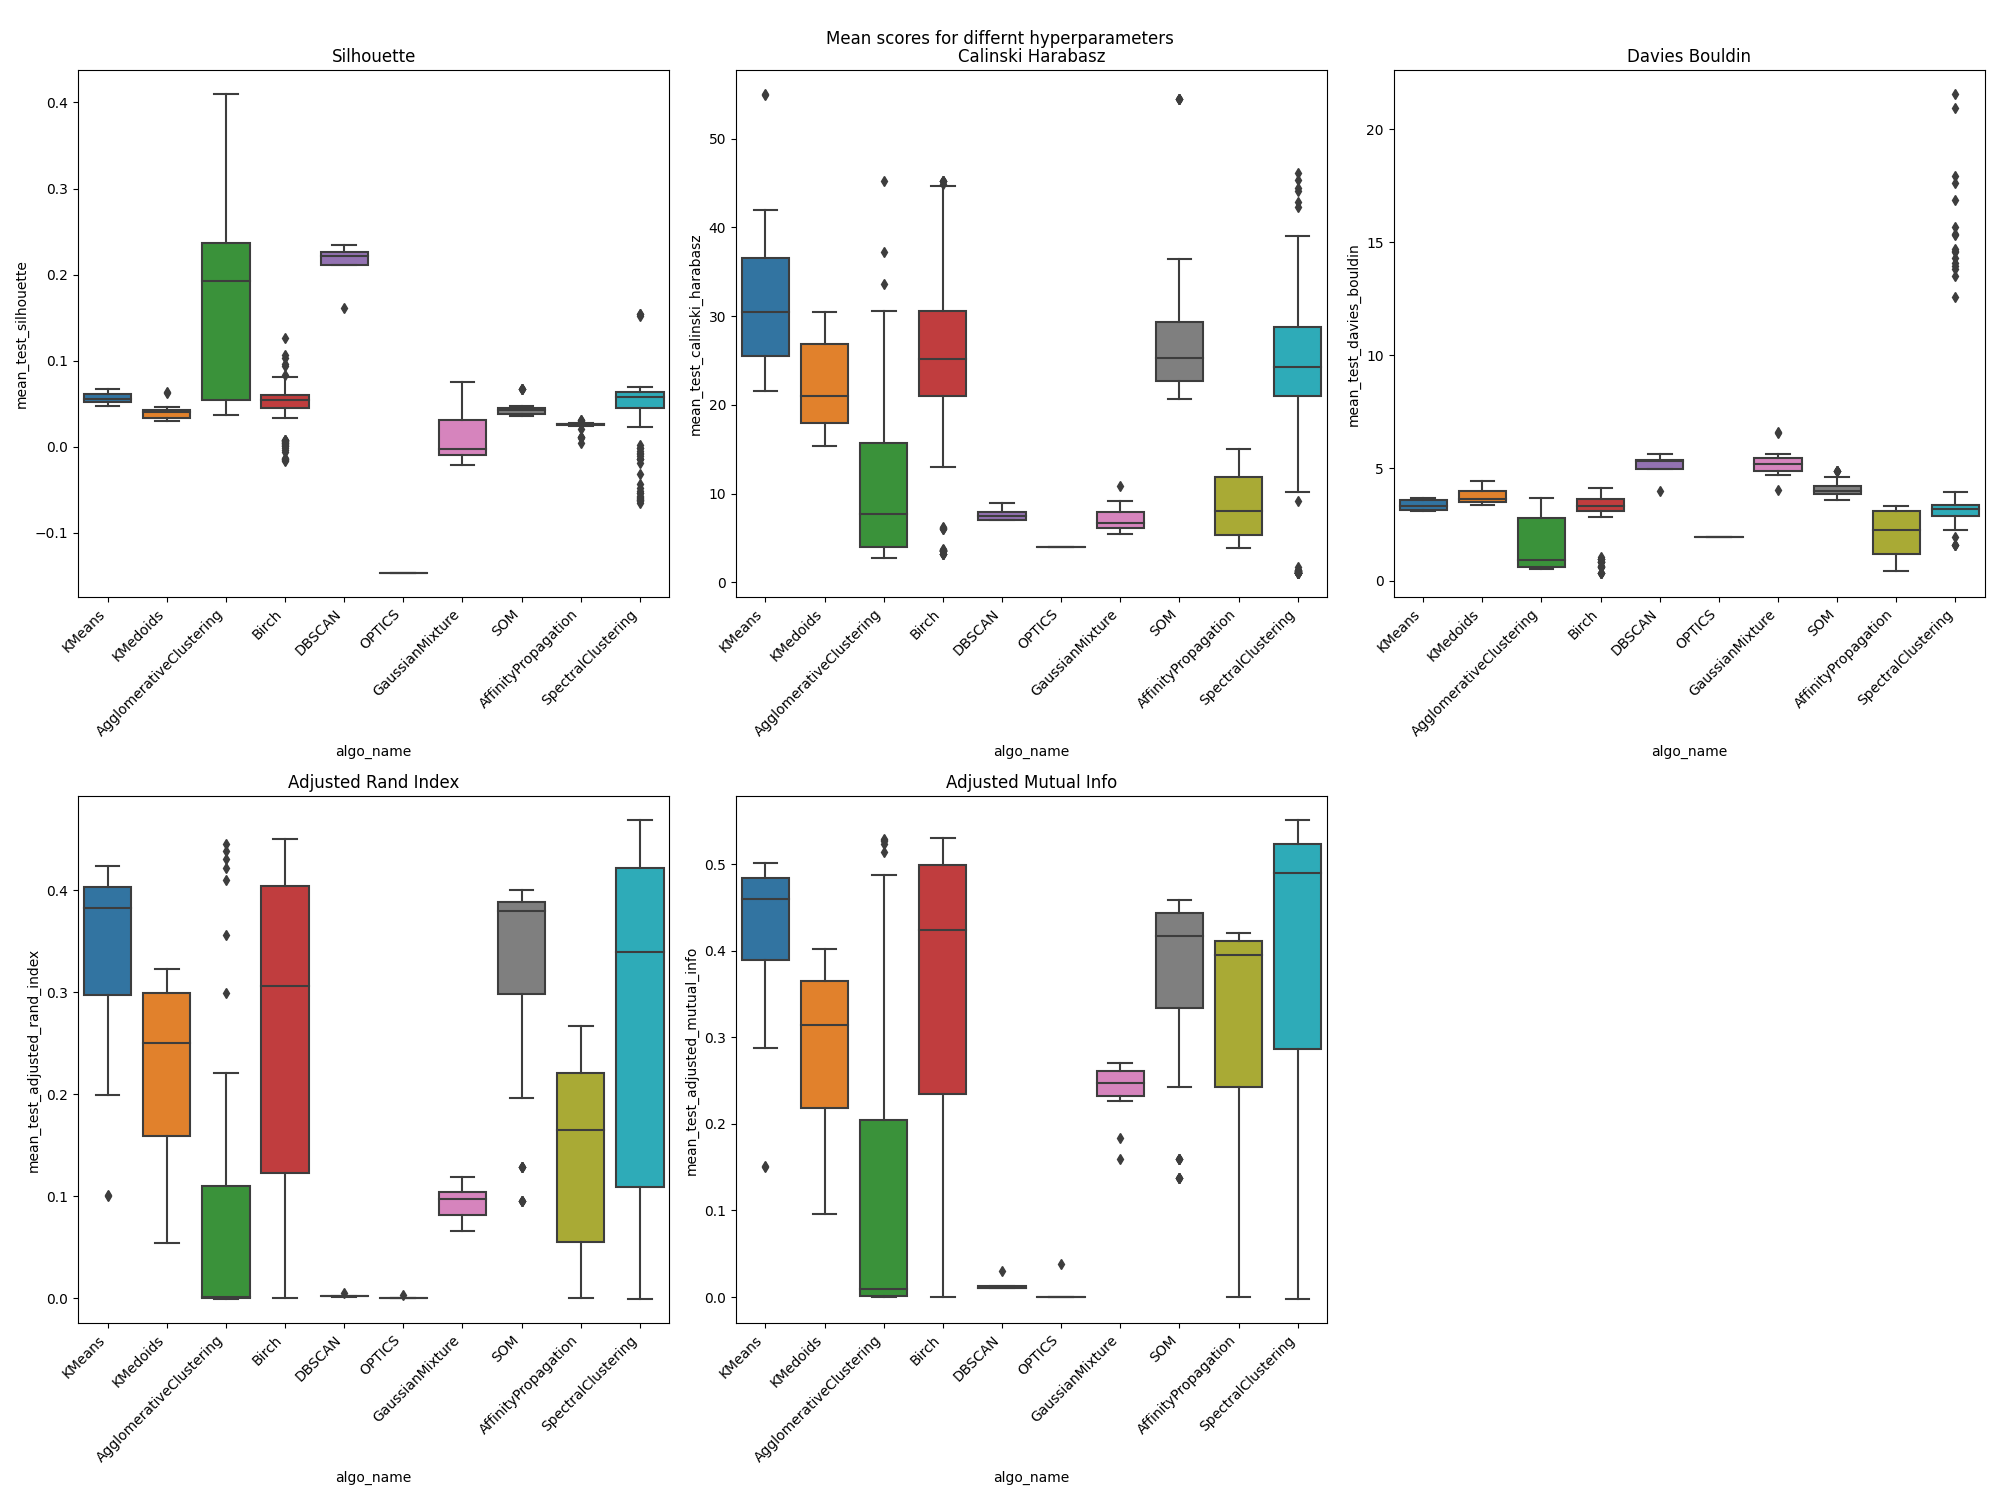 Mean scores for differnt hyperparameters
Silhouette
mean_test_silhouette
0.4
0.3
0.2
0.1
0.0
−0.1
KMeans
KMedoids
AgglomerativeClustering
Birch
DBSCAN
OPTICS
GaussianMixture
SOM
AffinityPropagation
SpectralClustering
algo_name
Calinski Harabasz
mean_test_calinski_harabasz
50
40
30
20
10
0
KMeans
KMedoids
AgglomerativeClustering
Birch
DBSCAN
OPTICS
GaussianMixture
SOM
AffinityPropagation
SpectralClustering
algo_name
Davies Bouldin
mean_test_davies_bouldin
20
15
10
5
0
KMeans
KMedoids
AgglomerativeClustering
Birch
DBSCAN
OPTICS
GaussianMixture
SOM
AffinityPropagation
SpectralClustering
algo_name
Adjusted Rand Index
mean_test_adjusted_rand_index
0.4
0.3
0.2
0.1
0.0
KMeans
KMedoids
AgglomerativeClustering
Birch
DBSCAN
OPTICS
GaussianMixture
SOM
AffinityPropagation
SpectralClustering
algo_name
Adjusted Mutual Info
mean_test_adjusted_mutual_info
0.5
0.4
0.3
0.2
0.1
0.0
KMeans
KMedoids
AgglomerativeClustering
Birch
DBSCAN
OPTICS
GaussianMixture
SOM
AffinityPropagation
SpectralClustering
algo_name